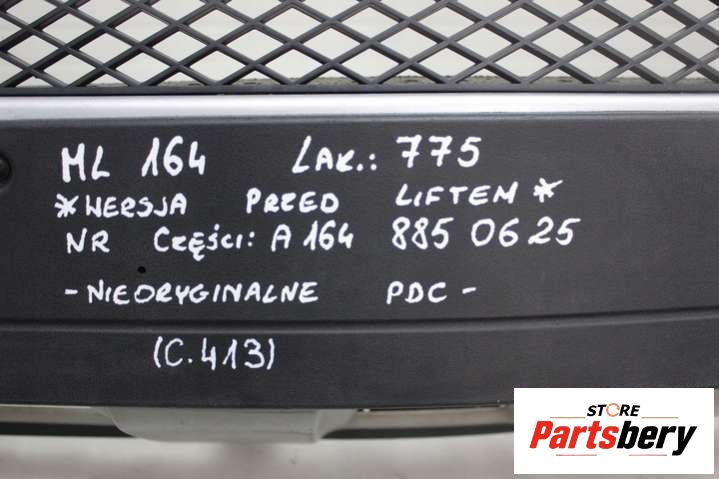 ML 164 LAK.: 775
*WERSJA PRZED LIFTEM*
NR CZĘŚCI: A 164 885 06 25
- NIEORYGINALNE PDC -
(C.413)
STORE
Partsbery